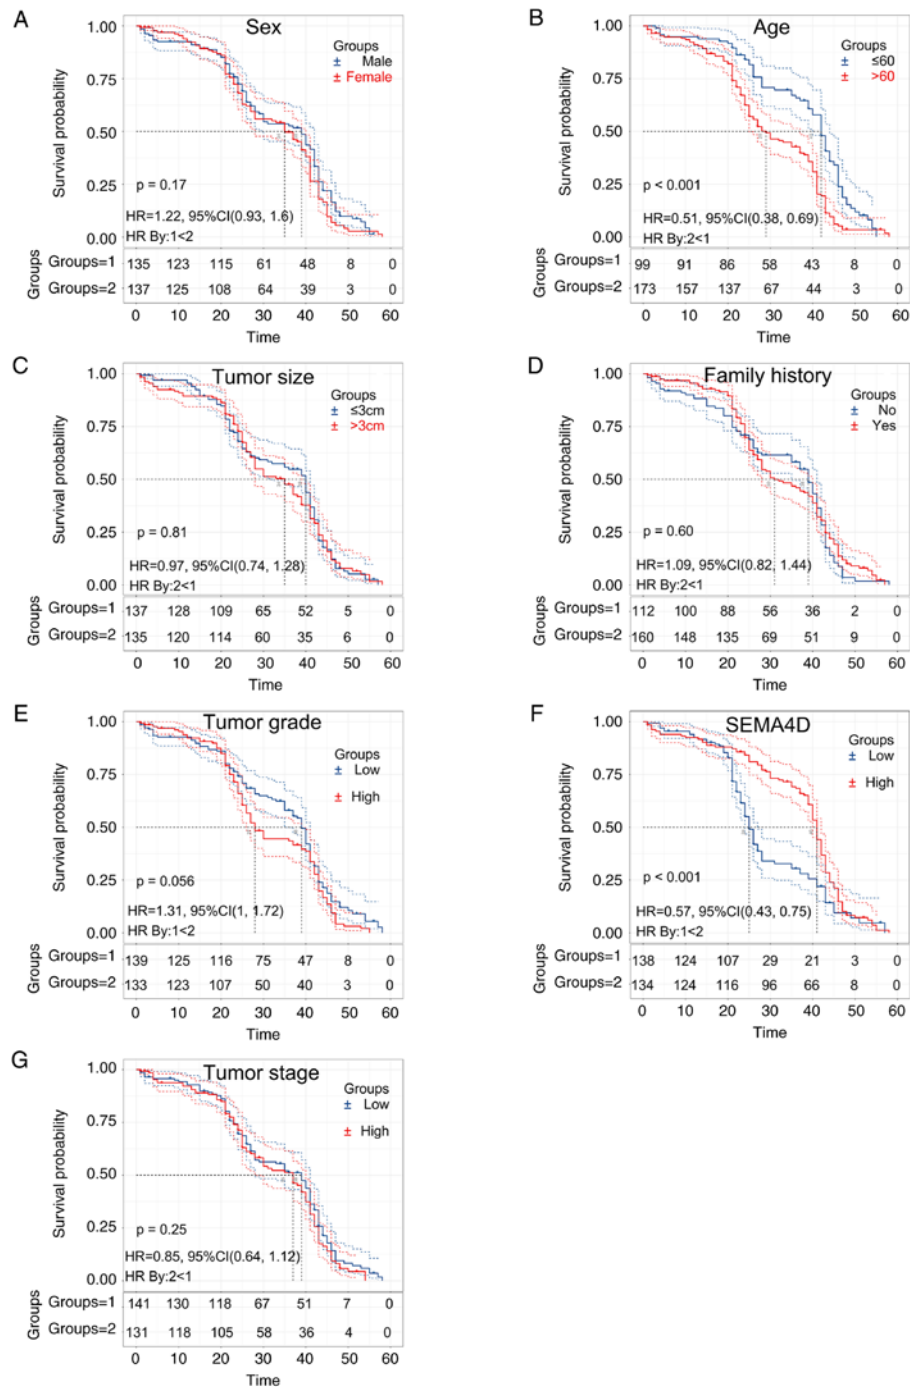 A
Sex
Survival probability
1.00
0.75
0.50
0.25
0.00
Groups
Male
Female
p = 0.17
HR=1.22, 95%CI(0.93, 1.6)
HR By:1<2
Groups
Groups=1 135 123 115 61 48 8 0
Groups=2 137 125 108 64 39 3 0
0 10 20 30 40 50 60
Time
B
Age
Survival probability
1.00
0.75
0.50
0.25
0.00
Groups
≤60
>60
p < 0.001
HR=0.51, 95%CI(0.38, 0.69)
HR By:2<1
Groups
Groups=1 99 91 86 58 43 8 0
Groups=2 173 157 137 67 44 3 0
0 10 20 30 40 50 60
Time
C
Tumor size
Survival probability
1.00
0.75
0.50
0.25
0.00
Groups
≤3cm
>3cm
p = 0.81
HR=0.97, 95%CI(0.74, 1.28)
HR By:2<1
Groups
Groups=1 137 128 109 65 52 5 0
Groups=2 135 120 114 60 35 6 0
0 10 20 30 40 50 60
Time
D
Family history
Survival probability
1.00
0.75
0.50
0.25
0.00
Groups
No
Yes
p = 0.60
HR=1.09, 95%CI(0.82, 1.44)
HR By:2<1
Groups
Groups=1 112 100 88 56 36 2 0
Groups=2 160 148 135 69 51 9 0
0 10 20 30 40 50 60
Time
E
Tumor grade
Survival probability
1.00
0.75
0.50
0.25
0.00
Groups
Low
High
p = 0.056
HR=1.31, 95%CI(1, 1.72)
HR By:1<2
Groups
Groups=1 139 125 116 75 47 8 0
Groups=2 133 123 107 50 40 3 0
0 10 20 30 40 50 60
Time
F
SEMA4D
Survival probability
1.00
0.75
0.50
0.25
0.00
Groups
Low
High
p < 0.001
HR=0.57, 95%CI(0.43, 0.75)
HR By:1<2
Groups
Groups=1 138 124 107 29 21 3 0
Groups=2 134 124 116 96 66 8 0
0 10 20 30 40 50 60
Time
G
Tumor stage
Survival probability
1.00
0.75
0.50
0.25
0.00
Groups
Low
High
p = 0.25
HR=0.85, 95%CI(0.64, 1.12)
HR By:2<1
Groups
Groups=1 141 130 118 67 51 7 0
Groups=2 131 118 105 58 36 4 0
0 10 20 30 40 50 60
Time